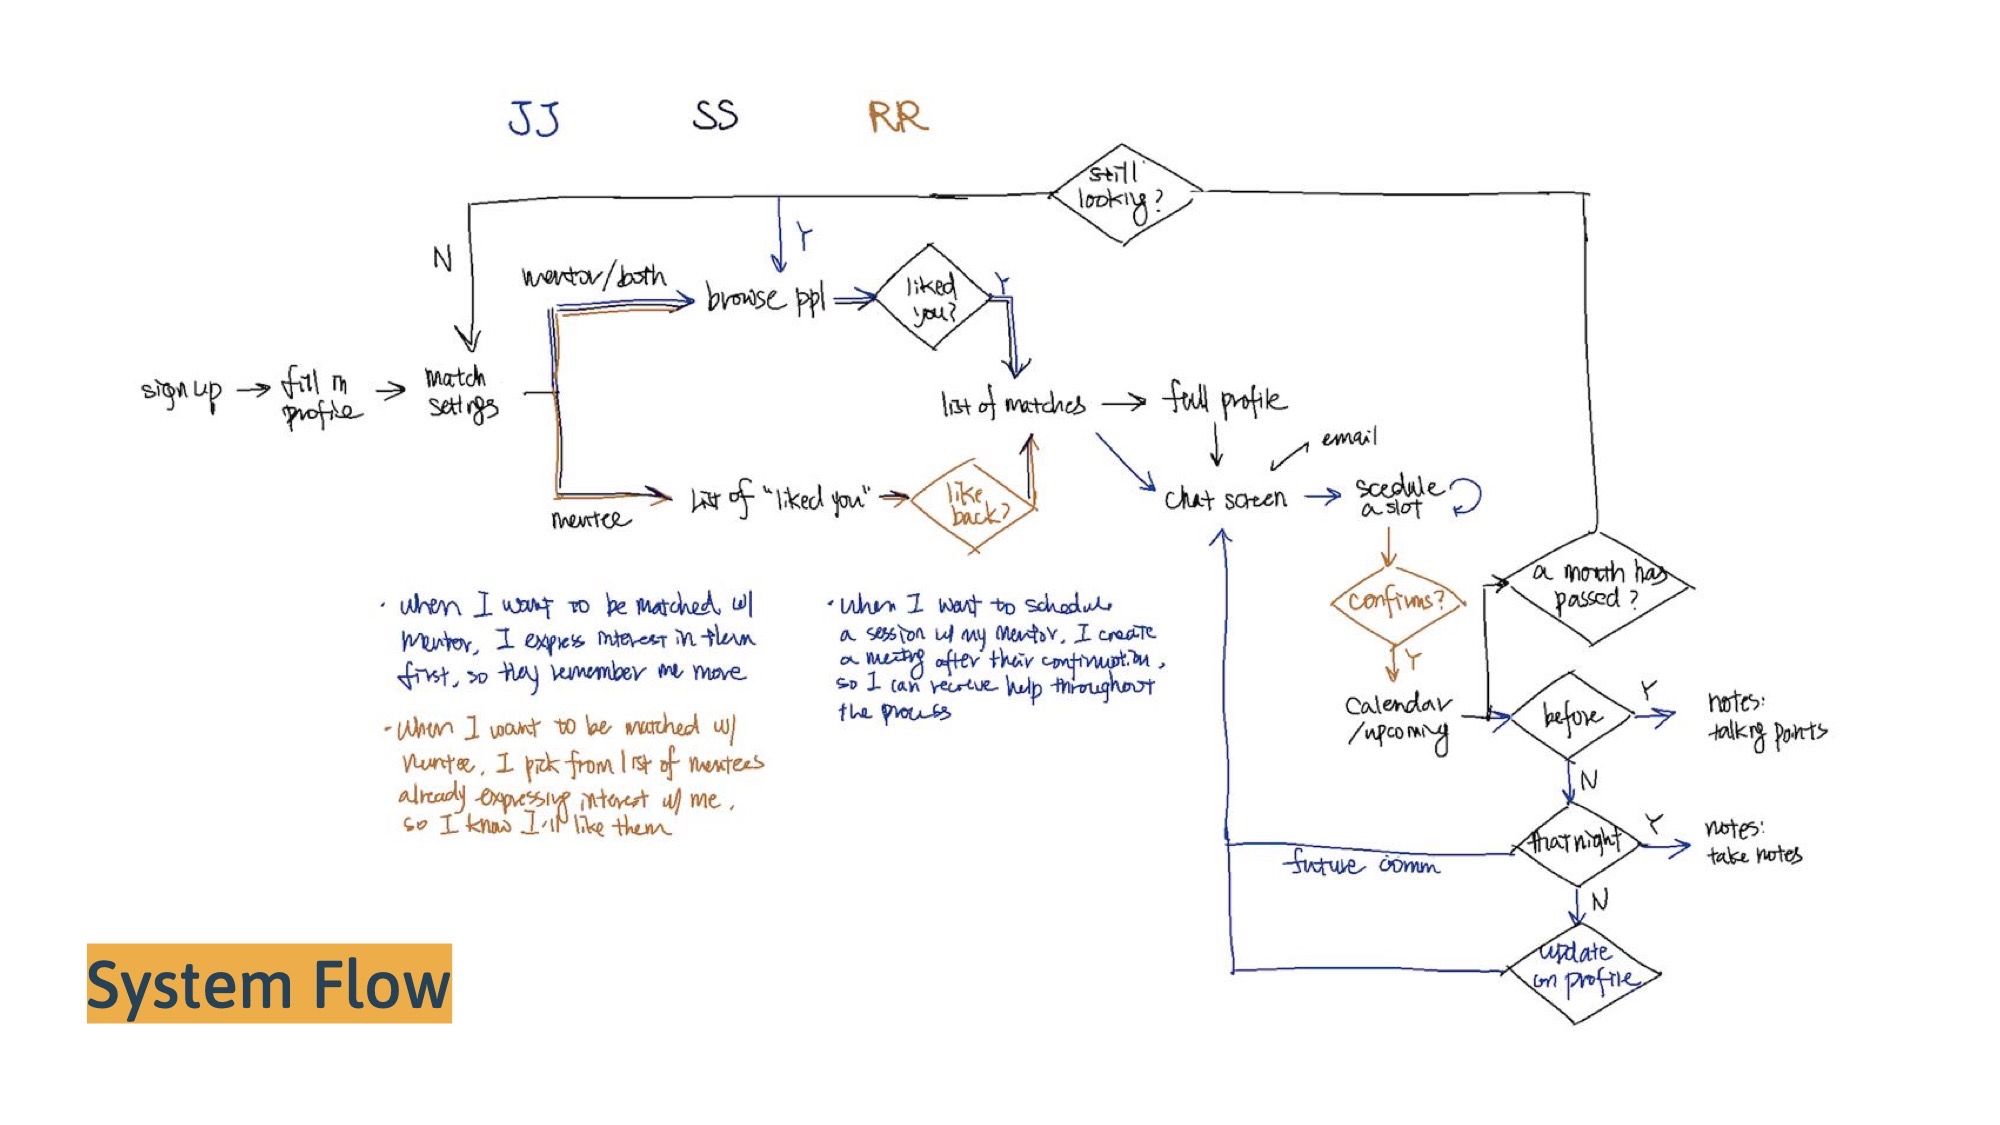 JJ SS RR
still
looking?
N
Y
mentor/both
browse ppl
liked
you?
Y
sign up
fill in
profile
match
settings
list of matches
full profile
email
mentee
List of "liked you"
like
back?
chat screen
scedule
a slot
confirms?
Y
a month has
passed?
calendar
/upcoming
before
Y
notes:
talking points
N
that night
Y
notes:
take notes
future comm
N
update
on profile
· when I want to be matched w/
mentor, I express interest in them
first, so they remember me more
· when I want to be matched w/
mentee, I pick from list of mentees
already expressing interest w/ me,
so I know I'll like them
· when I want to schedule
a session w/ my mentor, I create
a meeting after their confirmation,
so I can receive help throughout
the process
System Flow